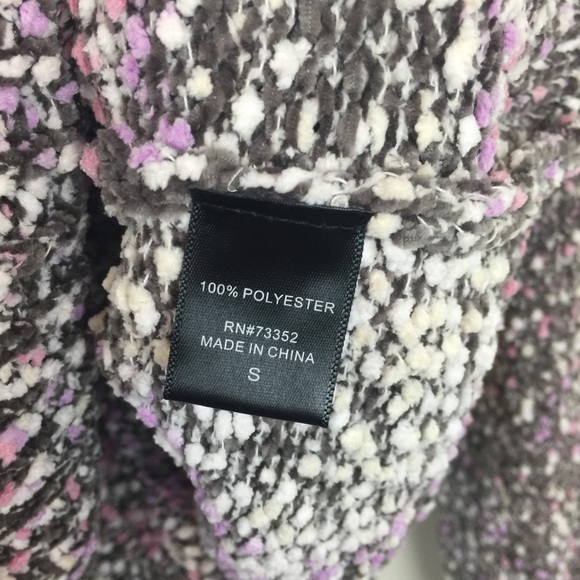 100% POLYESTER
RN#73352
MADE IN CHINA
S